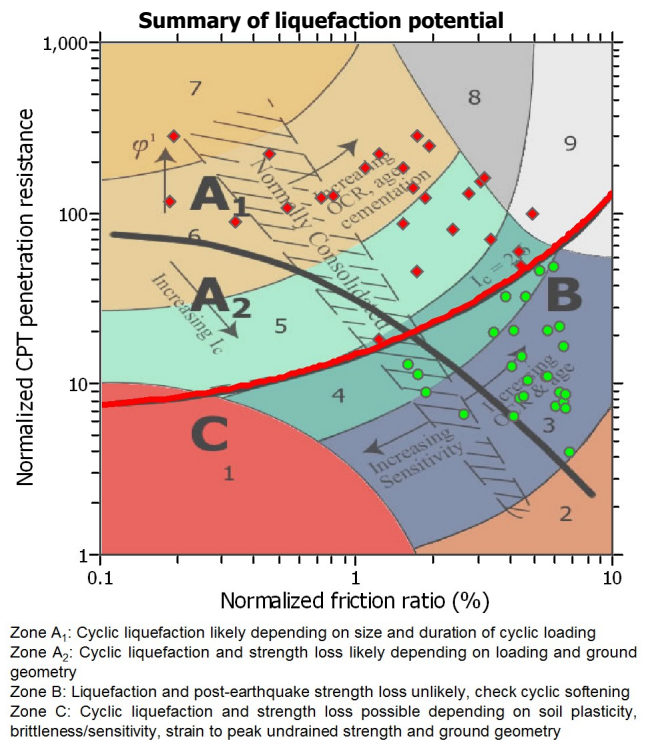 Summary of liquefaction potential
1,000
100
10
1
Normalized CPT penetration resistance
7
8
9
φ¹
A1
Normally Consolidated
Increasing
OCR, age,
cementation
6
A2
Increasing Ic
5
B
4
Increasing
OCR & age
3
C
1
Increasing
Sensitivity
2
0.1
1
10
Normalized friction ratio (%)
Zone A1: Cyclic liquefaction likely depending on size and duration of cyclic loading
Zone A2: Cyclic liquefaction and strength loss likely depending on loading and ground
geometry
Zone B: Liquefaction and post-earthquake strength loss unlikely, check cyclic softening
Zone C: Cyclic liquefaction and strength loss possible depending on soil plasticity,
brittleness/sensitivity, strain to peak undrained strength and ground geometry